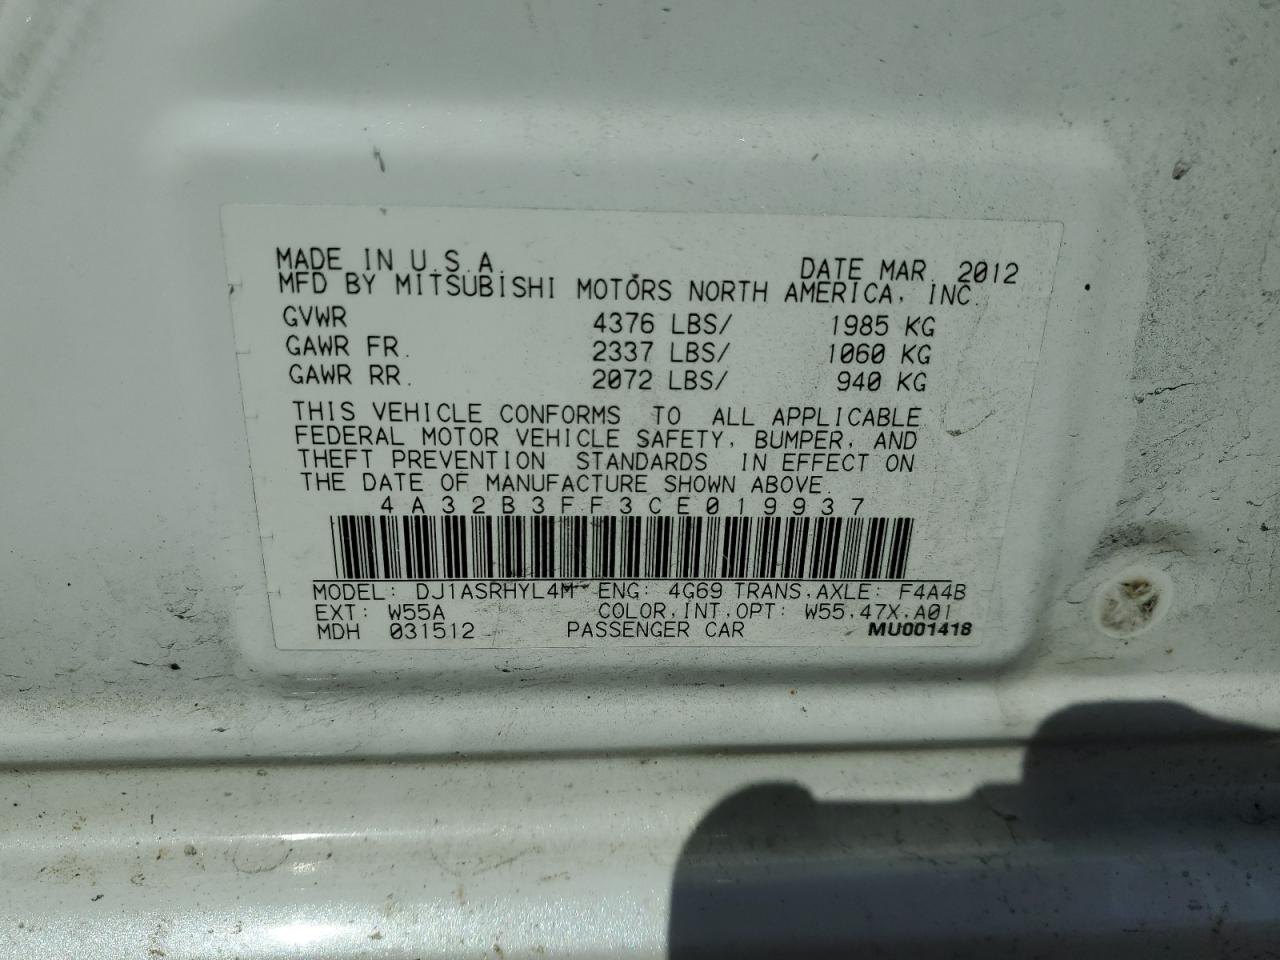 MADE IN U.S.A. DATE MAR. 2012
MFD BY MITSUBISHI MOTORS NORTH AMERICA, INC.
GVWR 4376 LBS/ 1985 KG
GAWR FR. 2337 LBS/ 1060 KG
GAWR RR. 2072 LBS/ 940 KG
THIS VEHICLE CONFORMS TO ALL APPLICABLE
FEDERAL MOTOR VEHICLE SAFETY, BUMPER, AND
THEFT PREVENTION STANDARDS IN EFFECT ON
THE DATE OF MANUFACTURE SHOWN ABOVE.
4A32B3FF3CE019937
MODEL: DJ1ASRHYL4M ENG: 4G69 TRANS,AXLE: F4A4B
EXT: W55A COLOR,INT,OPT: W55,47X,A01
MDH 031512 PASSENGER CAR MU001418